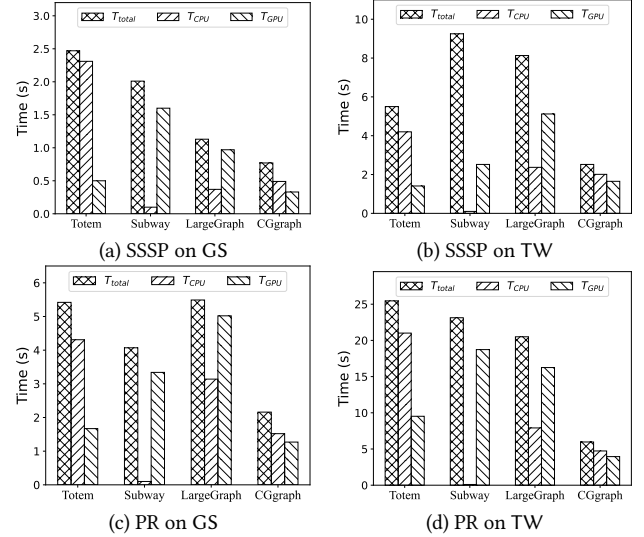 T_total T_CPU T_GPU
3.0
2.5
2.0
1.5
1.0
0.5
0.0
Time (s)
Totem Subway LargeGraph CGgraph
(a) SSSP on GS
T_total T_CPU T_GPU
10
8
6
4
2
0
Time (s)
Totem Subway LargeGraph CGgraph
(b) SSSP on TW
T_total T_CPU T_GPU
6
5
4
3
2
1
0
Time (s)
Totem Subway LargeGraph CGgraph
(c) PR on GS
T_total T_CPU T_GPU
25
20
15
10
5
0
Time (s)
Totem Subway LargeGraph CGgraph
(d) PR on TW